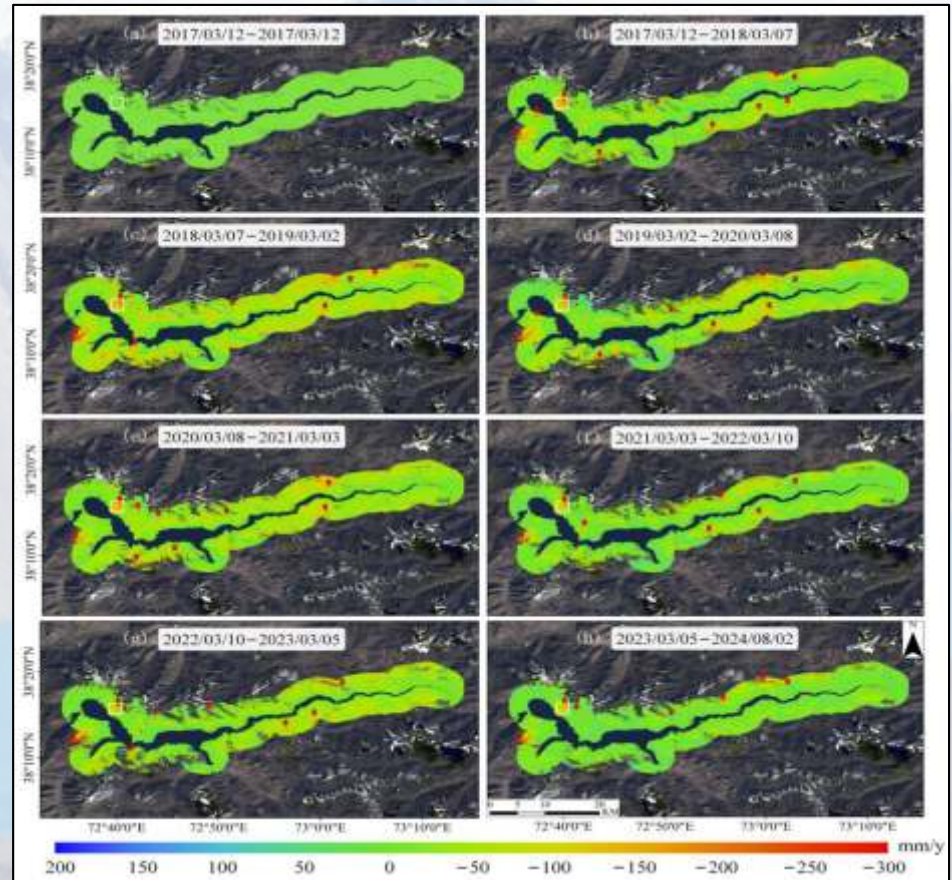 (a) 2017/03/12−2017/03/12
(b) 2017/03/12−2018/03/07
38°20'0"N
38°10'0"N
(c) 2018/03/07−2019/03/02
(d) 2019/03/02−2020/03/08
38°20'0"N
38°10'0"N
(e) 2020/03/08−2021/03/03
(f) 2021/03/03−2022/03/10
38°20'0"N
38°10'0"N
(g) 2022/03/10−2023/03/05
(h) 2023/03/05−2024/08/02
N
38°20'0"N
38°10'0"N
0 5 10 20
KM
72°40'0"E 72°50'0"E 73°0'0"E 73°10'0"E 72°40'0"E 72°50'0"E 73°0'0"E 73°10'0"E
mm/y
200 150 100 50 0 −50 −100 −150 −200 −250 −300